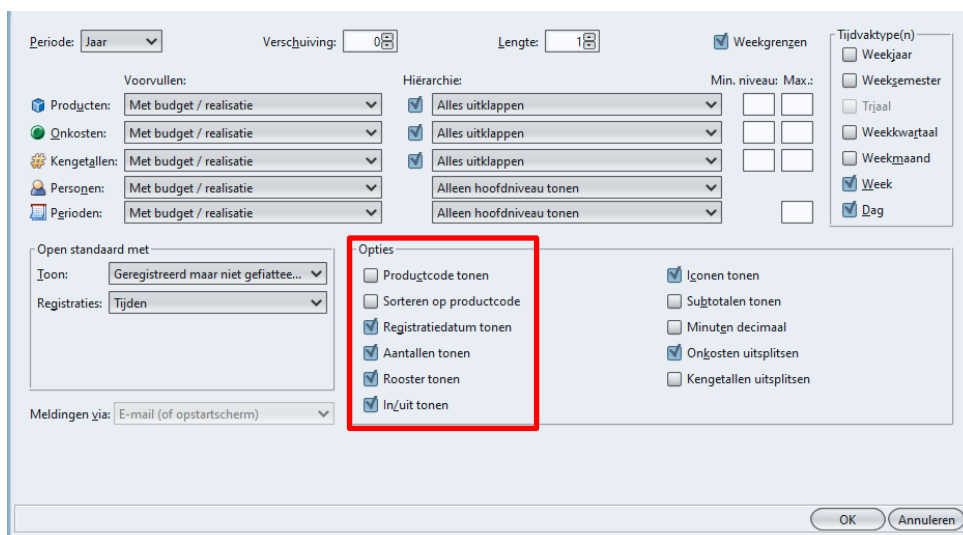 Periode: Jaar Verschuiving: 0 Lengte: 1 Weekgrenzen
Voorvullen: Hiërarchie: Min. niveau: Max.:
Producten: Met budget / realisatie Alles uitklappen
Onkosten: Met budget / realisatie Alles uitklappen
Kengetallen: Met budget / realisatie Alles uitklappen
Personen: Met budget / realisatie Alleen hoofdniveau tonen
Perioden: Met budget / realisatie Alleen hoofdniveau tonen
Tijdvaktype(n)
Weekjaar
Weeksemester
Trjaal
Weekkwartaal
Weekmaand
Week
Dag
Open standaard met
Toon: Geregistreerd maar niet gefiattee...
Registraties: Tijden
Meldingen via: E-mail (of opstartscherm)
Opties
Productcode tonen
Sorteren op productcode
Registratiedatum tonen
Aantallen tonen
Rooster tonen
In/uit tonen
Iconen tonen
Subtotalen tonen
Minuten decimaal
Onkosten uitsplitsen
Kengetallen uitsplitsen
OK Annuleren